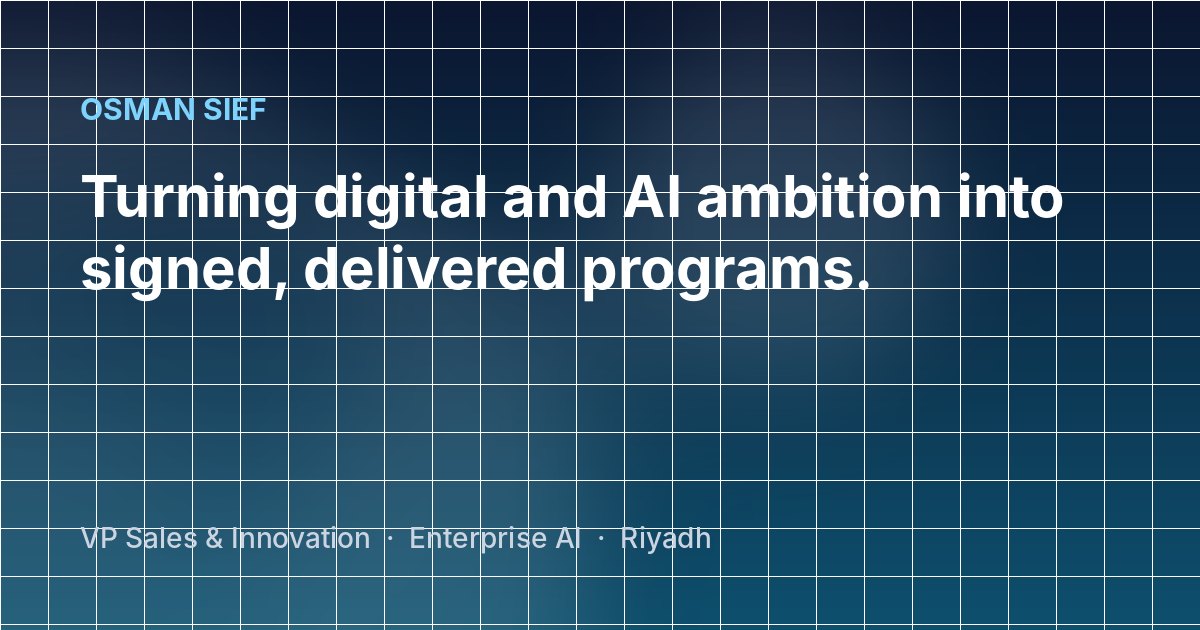 OSMAN SIEF
Turning digital and AI ambition into
signed, delivered programs.
VP Sales & Innovation · Enterprise AI · Riyadh